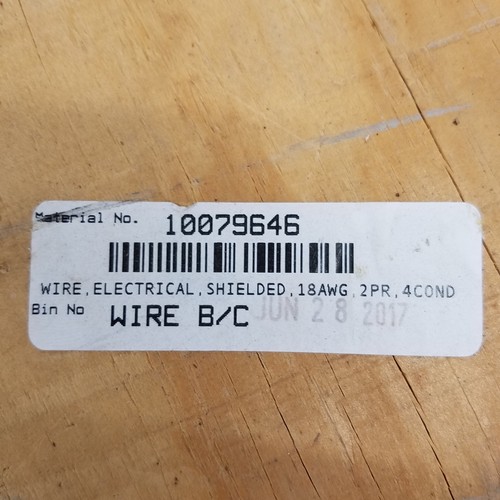 Material No. 10079646
WIRE,ELECTRICAL,SHIELDED,18AWG,2PR,4COND
Bin No WIRE B/C JUN 28 2017